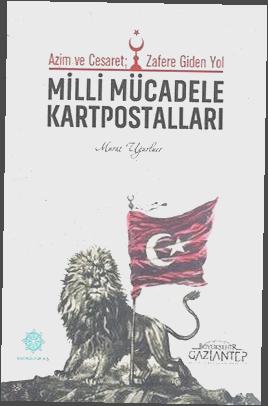 Azim ve Cesaret; Zafere Giden Yol
MİLLİ MÜCADELE
KARTPOSTALLARI
Murat Uğurluer
BÜYÜKŞEHİR
GAZİANTEP